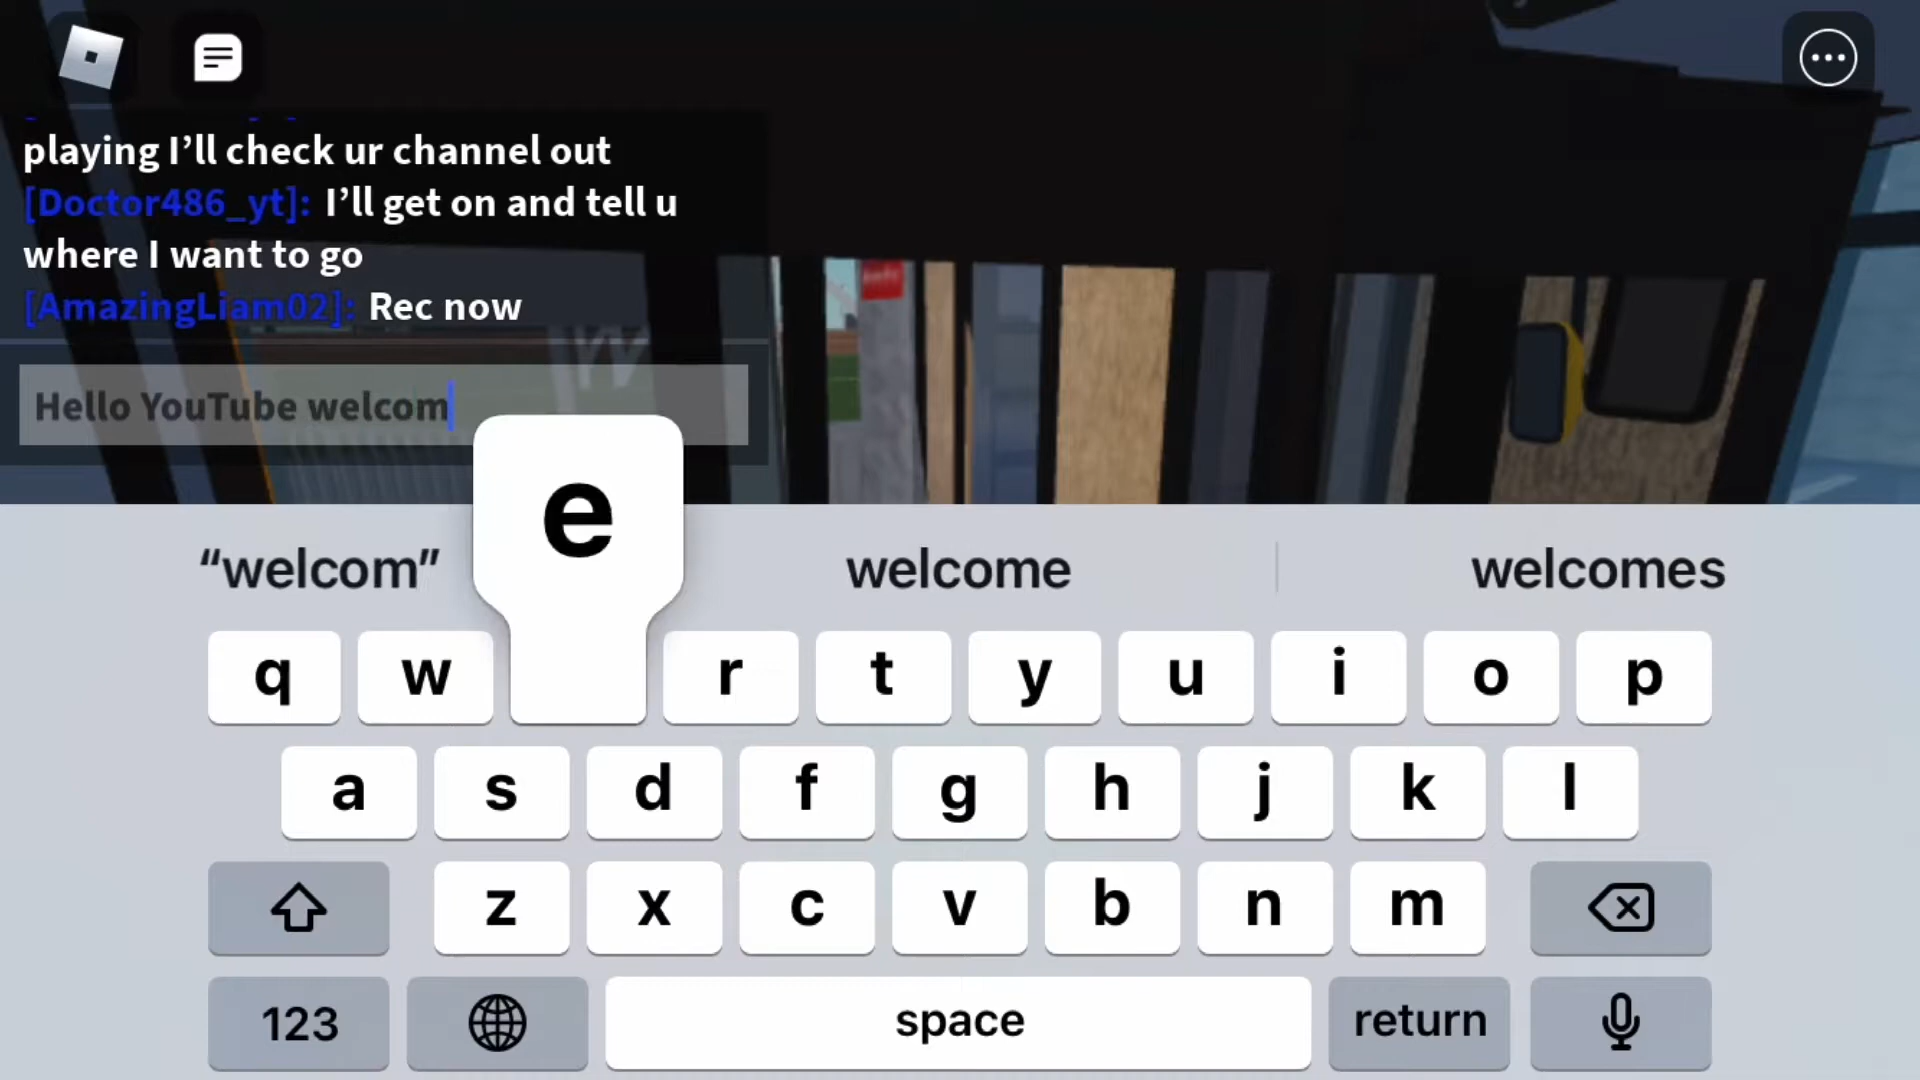 playing I’ll check ur channel out
[Doctor486_yt]: I’ll get on and tell u
where I want to go
[AmazingLiam02]: Rec now
Hello YouTube welcom
“welcom” welcome welcomes
e
q w r t y u i o p
a s d f g h j k l
z x c v b n m
123 space return